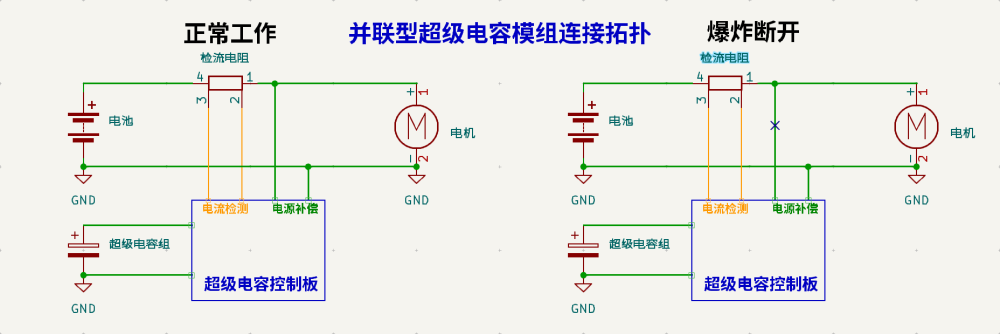 正常工作
并联型超级电容模组连接拓扑
爆炸断开
检流电阻
4 1
3 2
+
电池
+ 1
M
电机
- 2
GND
GND
电流检测
电源补偿
+
超级电容组
超级电容控制板
GND
检流电阻
4 1
3 2
+
电池
+ 1
M
电机
- 2
GND
GND
电流检测
电源补偿
+
超级电容组
超级电容控制板
GND